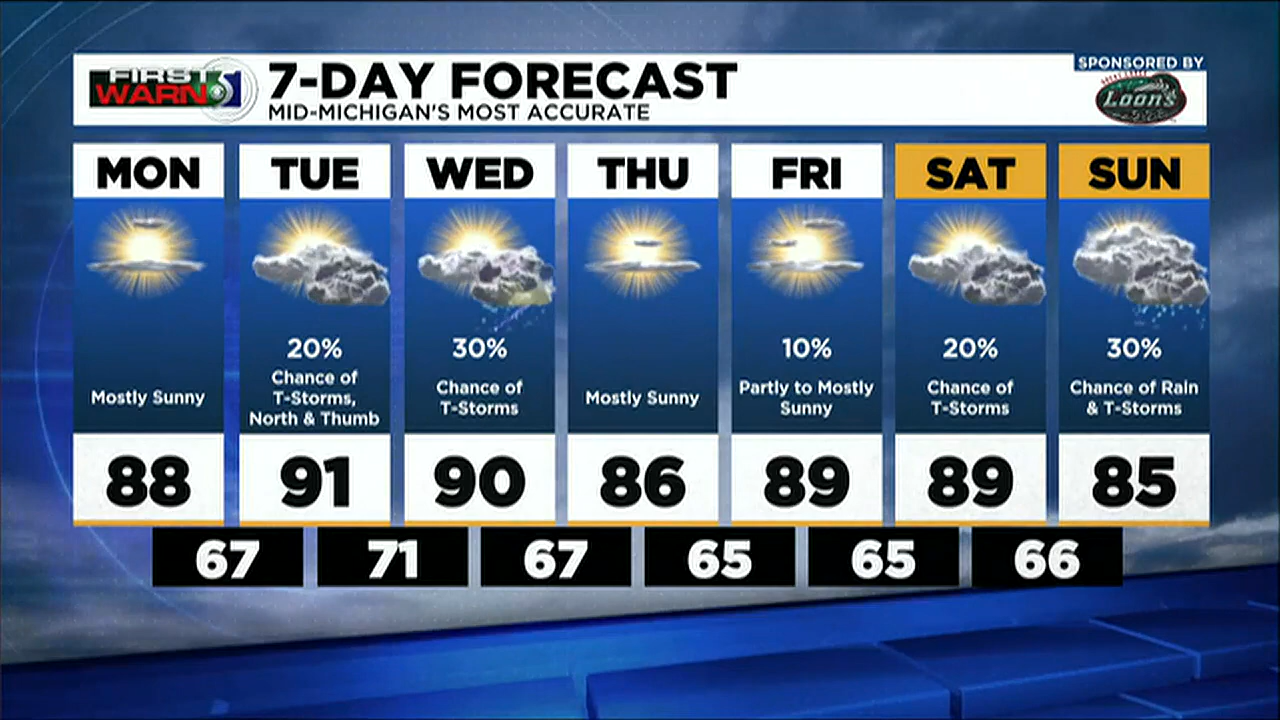 FIRST
WARN 5
7-DAY FORECAST
MID-MICHIGAN'S MOST ACCURATE
SPONSORED BY
Loons
MON
TUE
WED
THU
FRI
SAT
SUN
Mostly Sunny
20%
Chance of
T-Storms,
North & Thumb
30%
Chance of
T-Storms
Mostly Sunny
10%
Partly to Mostly
Sunny
20%
Chance of
T-Storms
30%
Chance of Rain
& T-Storms
88
91
90
86
89
89
85
67
71
67
65
65
66